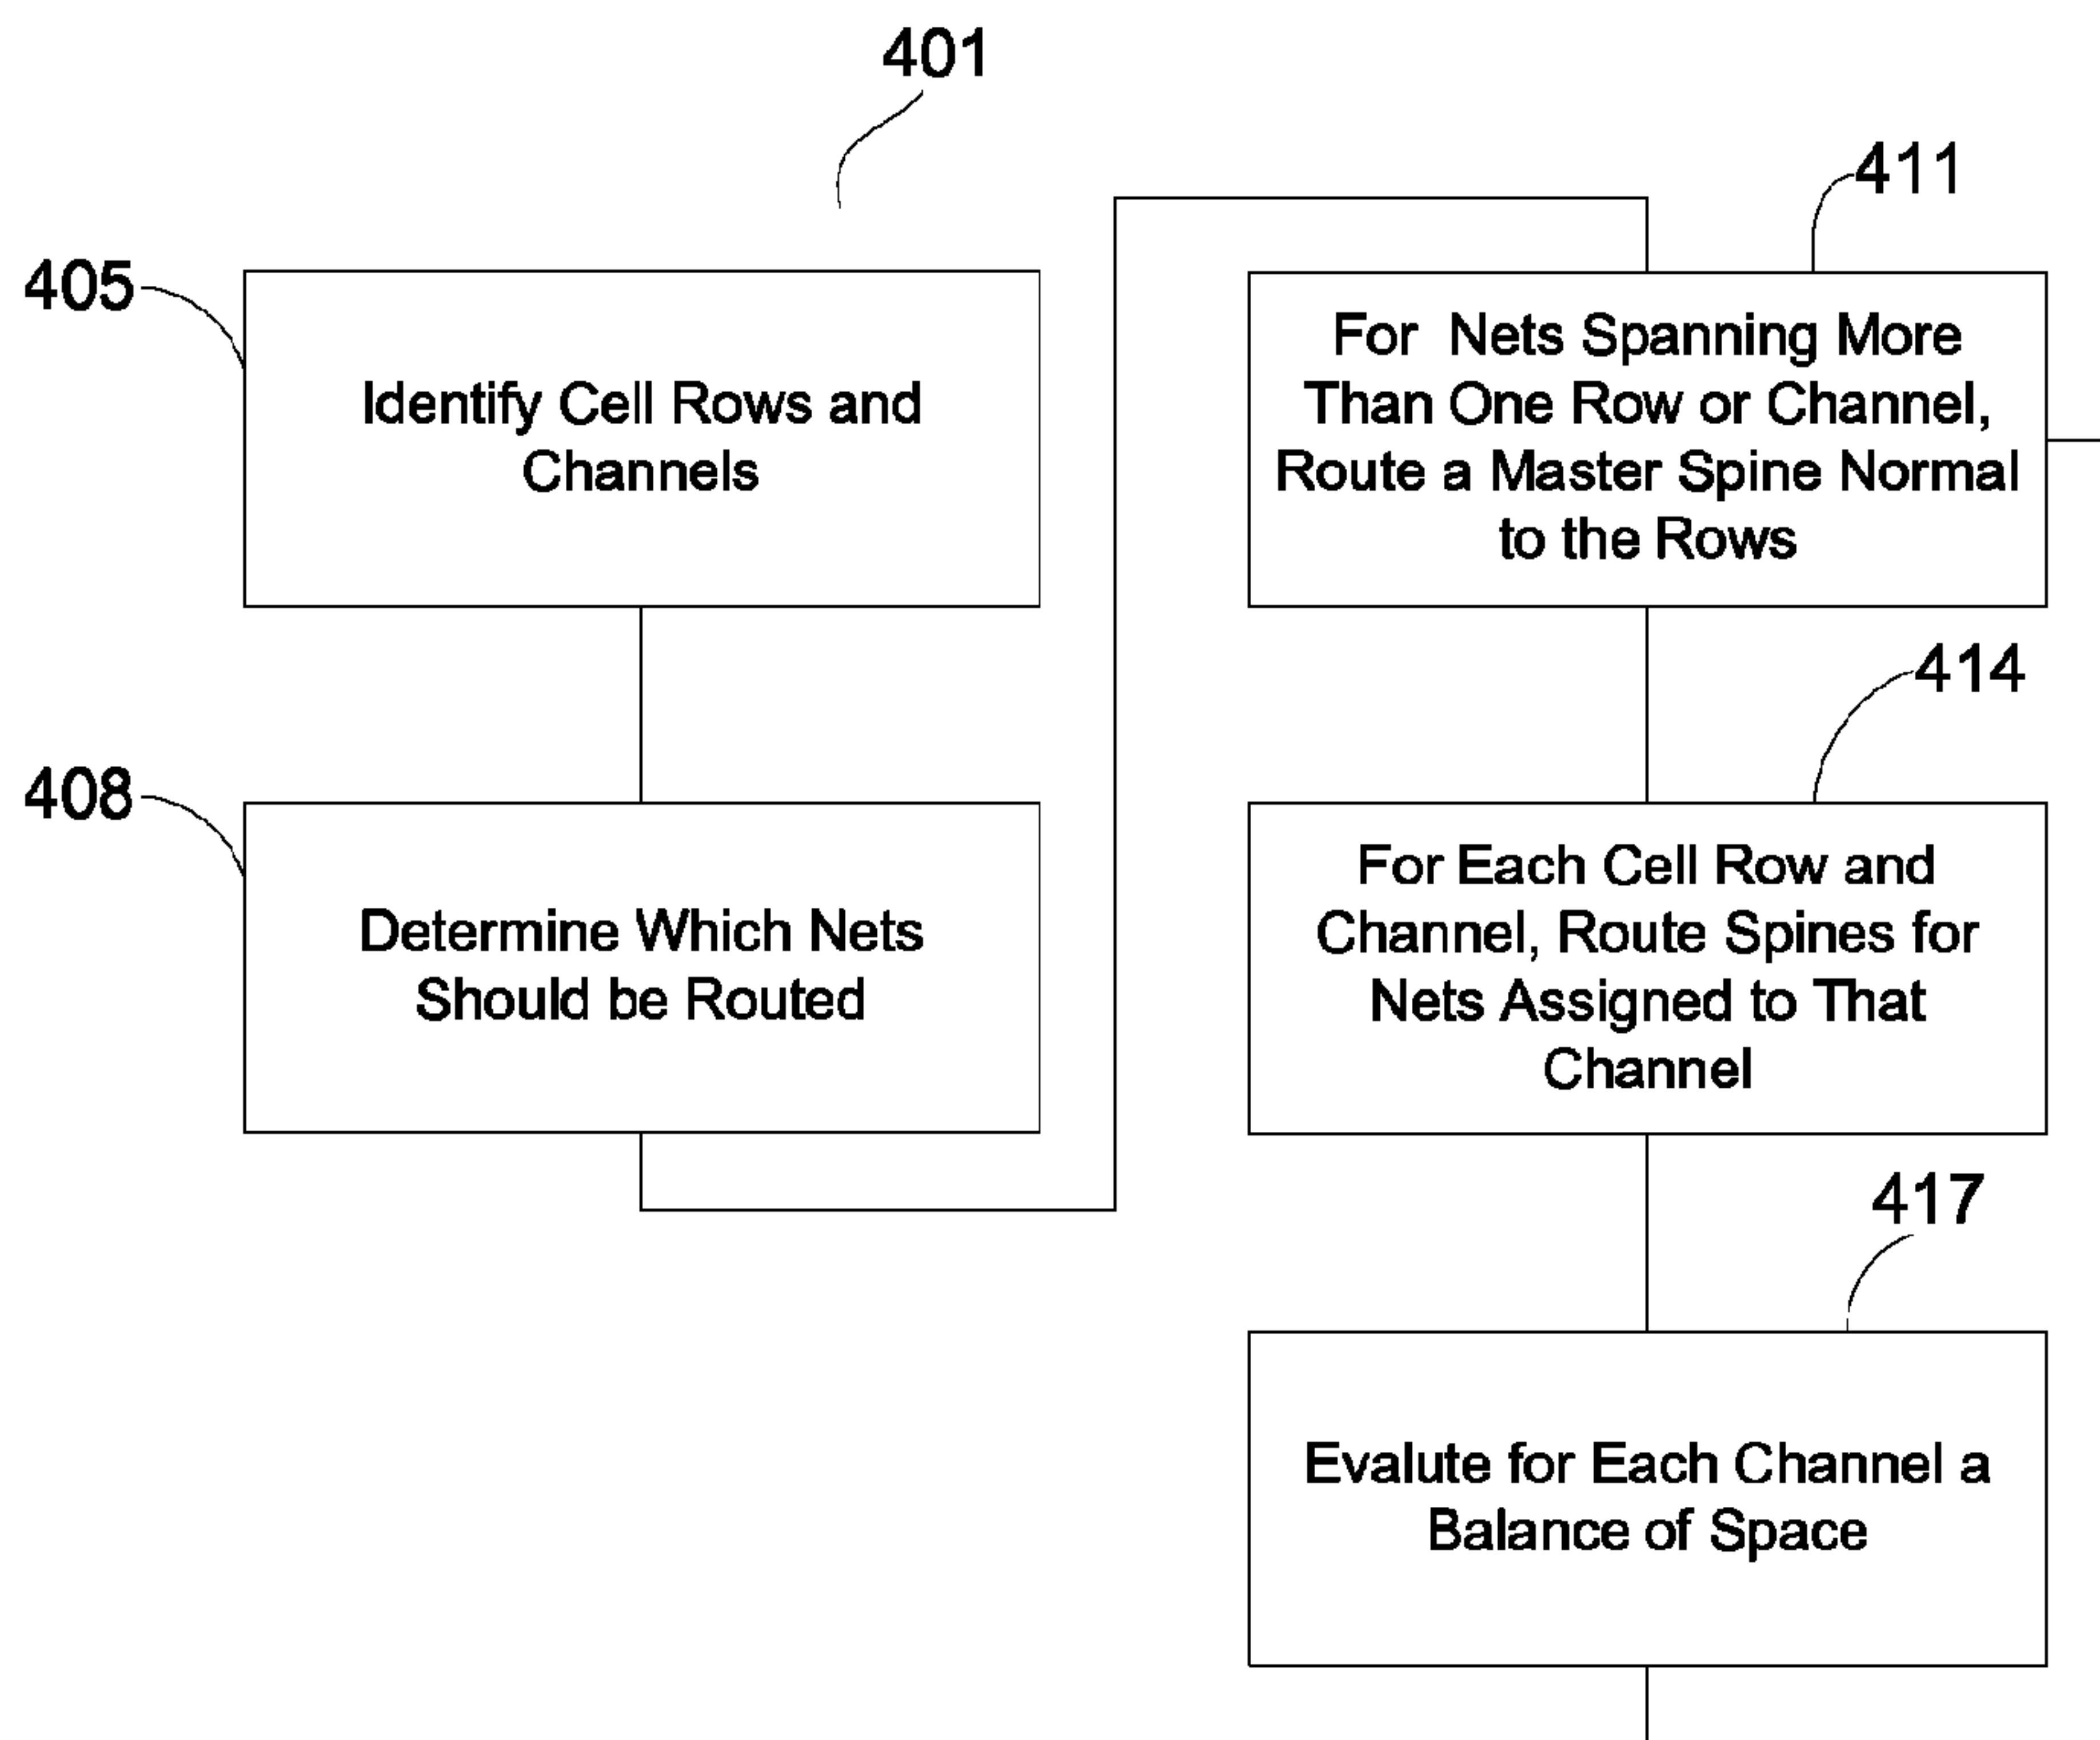 401
405
Identify Cell Rows and
Channels
408
Determine Which Nets
Should be Routed
411
For Nets Spanning More
Than One Row or Channel,
Route a Master Spine Normal
to the Rows
414
For Each Cell Row and
Channel, Route Spines for
Nets Assigned to That
Channel
417
Evalute for Each Channel a
Balance of Space